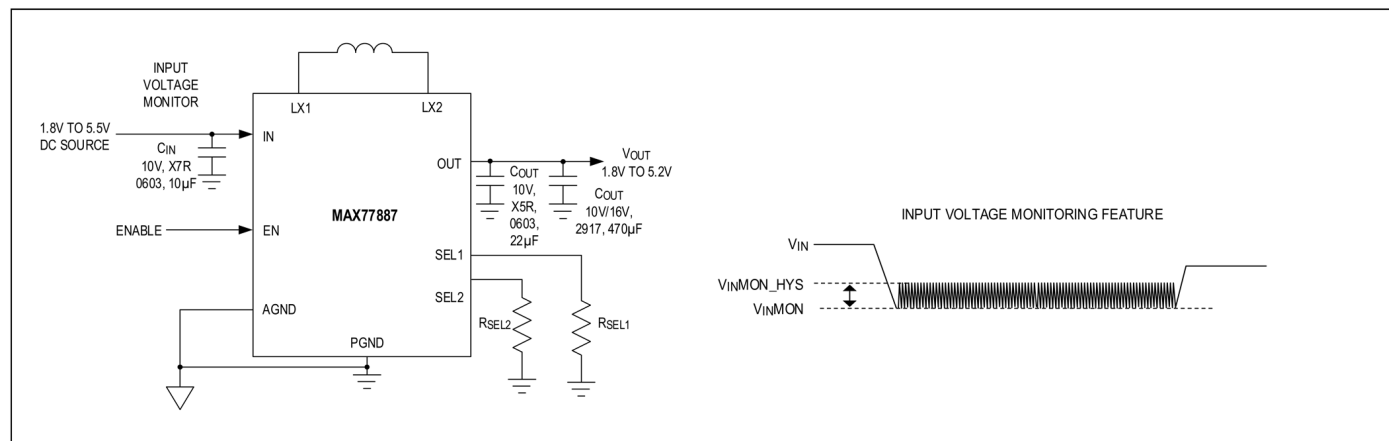 INPUT
VOLTAGE
MONITOR
LX1
LX2
1.8V TO 5.5V
DC SOURCE
IN
CIN
10V, X7R
0603, 10µF
OUT
VOUT
1.8V TO 5.2V
COUT
10V,
X5R,
0603,
22µF
COUT
10V/16V,
2917, 470µF
MAX77887
ENABLE
EN
SEL1
SEL2
AGND
RSEL2
RSEL1
PGND
INPUT VOLTAGE MONITORING FEATURE
VIN
VINMON_HYS
VINMON